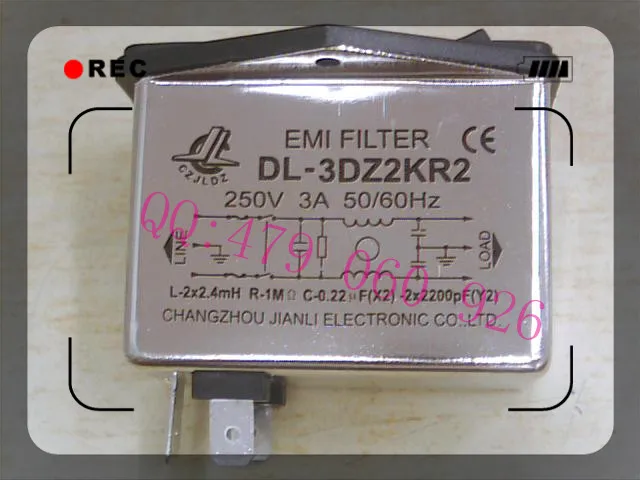 REC
EMI FILTER CE
CZJLDZ
DL-3DZ2KR2
250V 3A 50/60Hz
QQ:479 060 926
LINE
LOAD
L-2x2.4mH R-1MΩ C-0.22μF(X2) -2x2200pF(Y2)
CHANGZHOU JIANLI ELECTRONIC CO.,LTD.